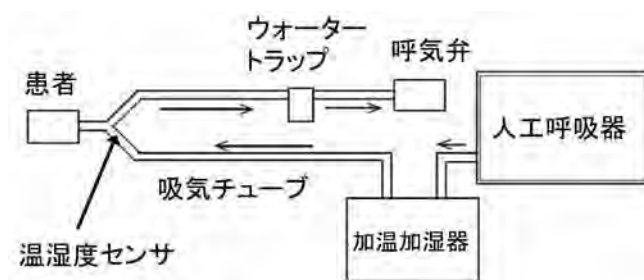 ウォーター
トラップ
呼気弁
患者
人工呼吸器
吸気チューブ
加温加湿器
温湿度センサ